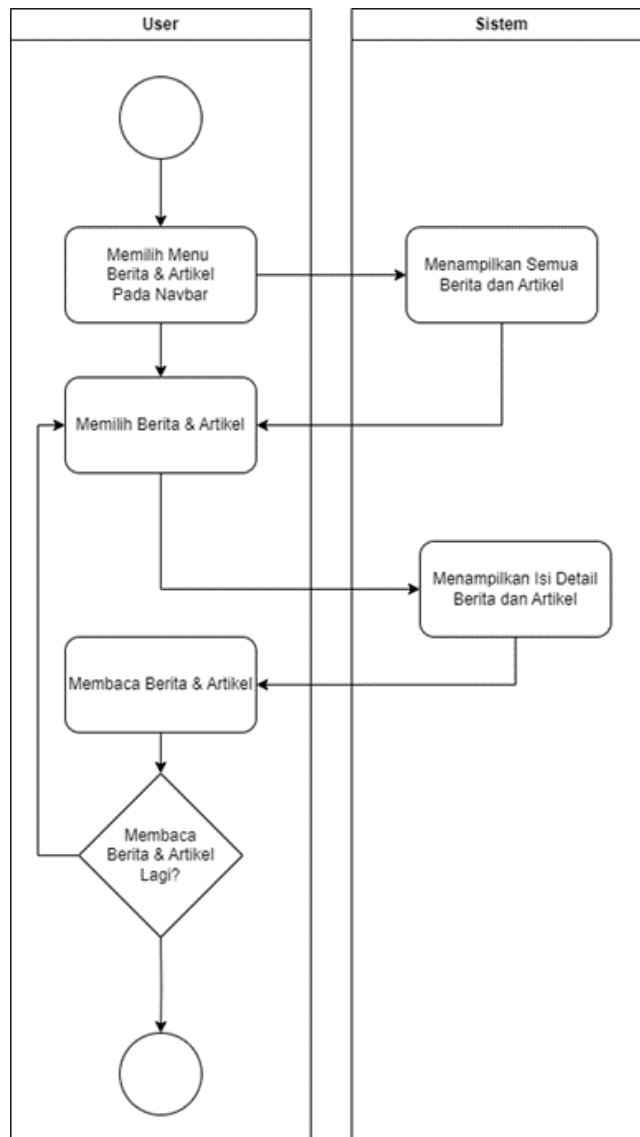 User
Sistem
Memilih Menu
Berita & Artikel
Pada Navbar
Menampilkan Semua
Berita dan Artikel
Memilih Berita & Artikel
Menampilkan Isi Detail
Berita dan Artikel
Membaca Berita & Artikel
Membaca
Berita & Artikel
Lagi?